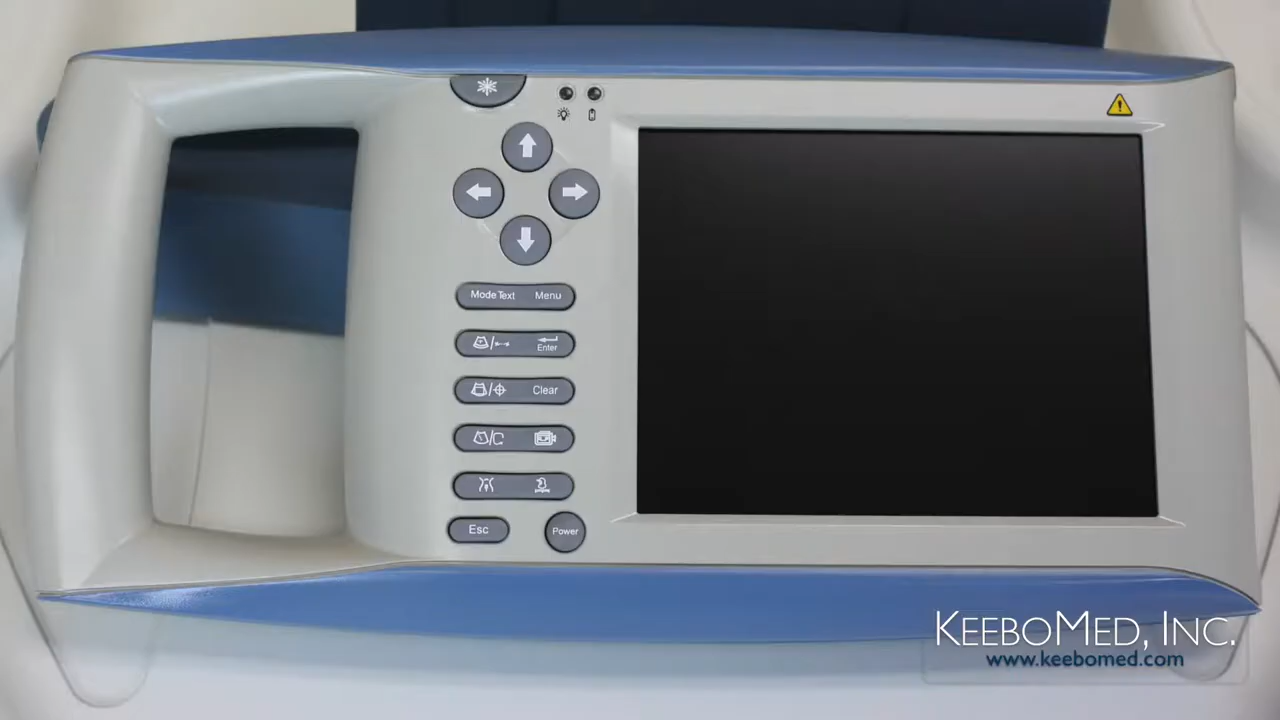 Mode Text Menu
Enter
Clear
Esc
Power
KEEBOMED, INC.
www.keebomed.com